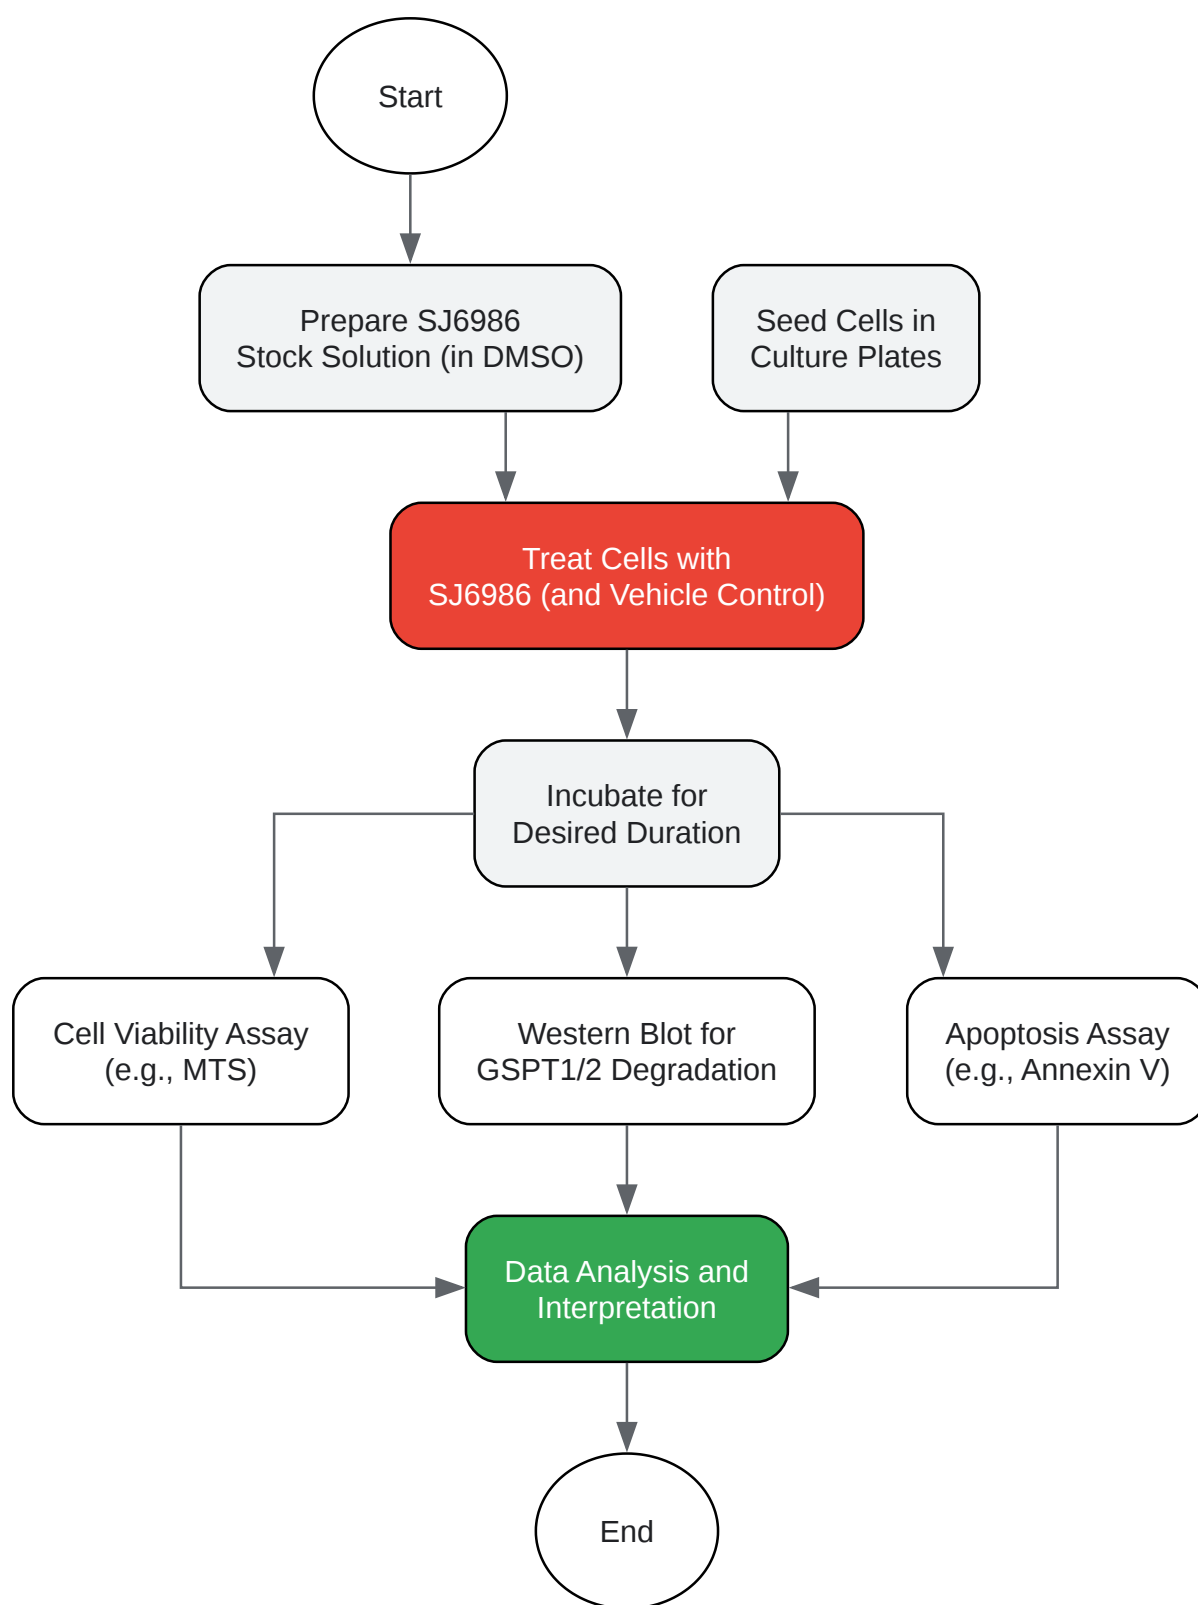 Start
Prepare SJ6986
Stock Solution (in DMSO)
Seed Cells in
Culture Plates
Treat Cells with
SJ6986 (and Vehicle Control)
Incubate for
Desired Duration
Cell Viability Assay
(e.g., MTS)
Western Blot for
GSPT1/2 Degradation
Apoptosis Assay
(e.g., Annexin V)
Data Analysis and
Interpretation
End